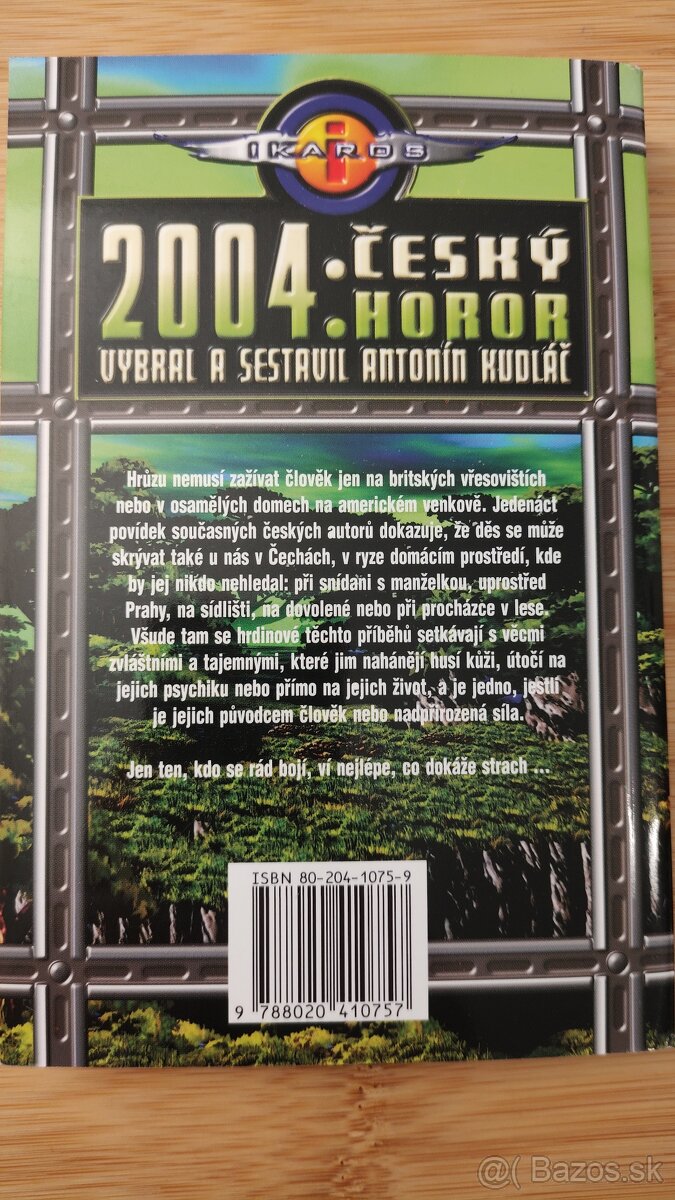 IKAROS
2004: ČESKÝ
HOROR
VYBRAL A SESTAVIL ANTONÍN KUDLÁČ
Hrůzu nemusí zažívat člověk jen na britských vřesovištích
nebo v osamělých domech na americkém venkově. Jedenáct
povídek současných českých autorů dokazuje, že děs se může
skrývat také u nás v Čechách, v ryze domácím prostředí, kde
by jej nikdo nehledal: při snídani s manželkou, uprostřed
Prahy, na sídlišti, na dovolené nebo při procházce v lese.
Všude tam se hrdinové těchto příběhů setkávají s věcmi
zvláštními a tajemnými, které jim nahánějí husí kůži, útočí na
jejich psychiku nebo přímo na jejich život, a je jedno, jestli
je jejich původcem člověk nebo nadpřirozená síla.
Jen ten, kdo se rád bojí, ví nejlépe, co dokáže strach ...
ISBN 80-204-1075-9
9 788020 410757
Bazos.sk